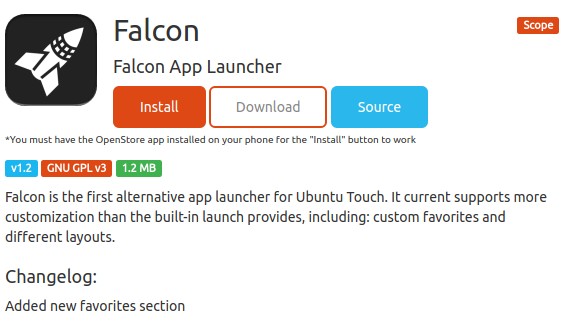 Falcon
Scope
Falcon App Launcher
Install
Download
Source
*You must have the OpenStore app installed on your phone for the "Install" button to work
v1.2
GNU GPL v3
1.2 MB
Falcon is the first alternative app launcher for Ubuntu Touch. It current supports more
customization than the built-in launch provides, including: custom favorites and
different layouts.
Changelog:
Added new favorites section